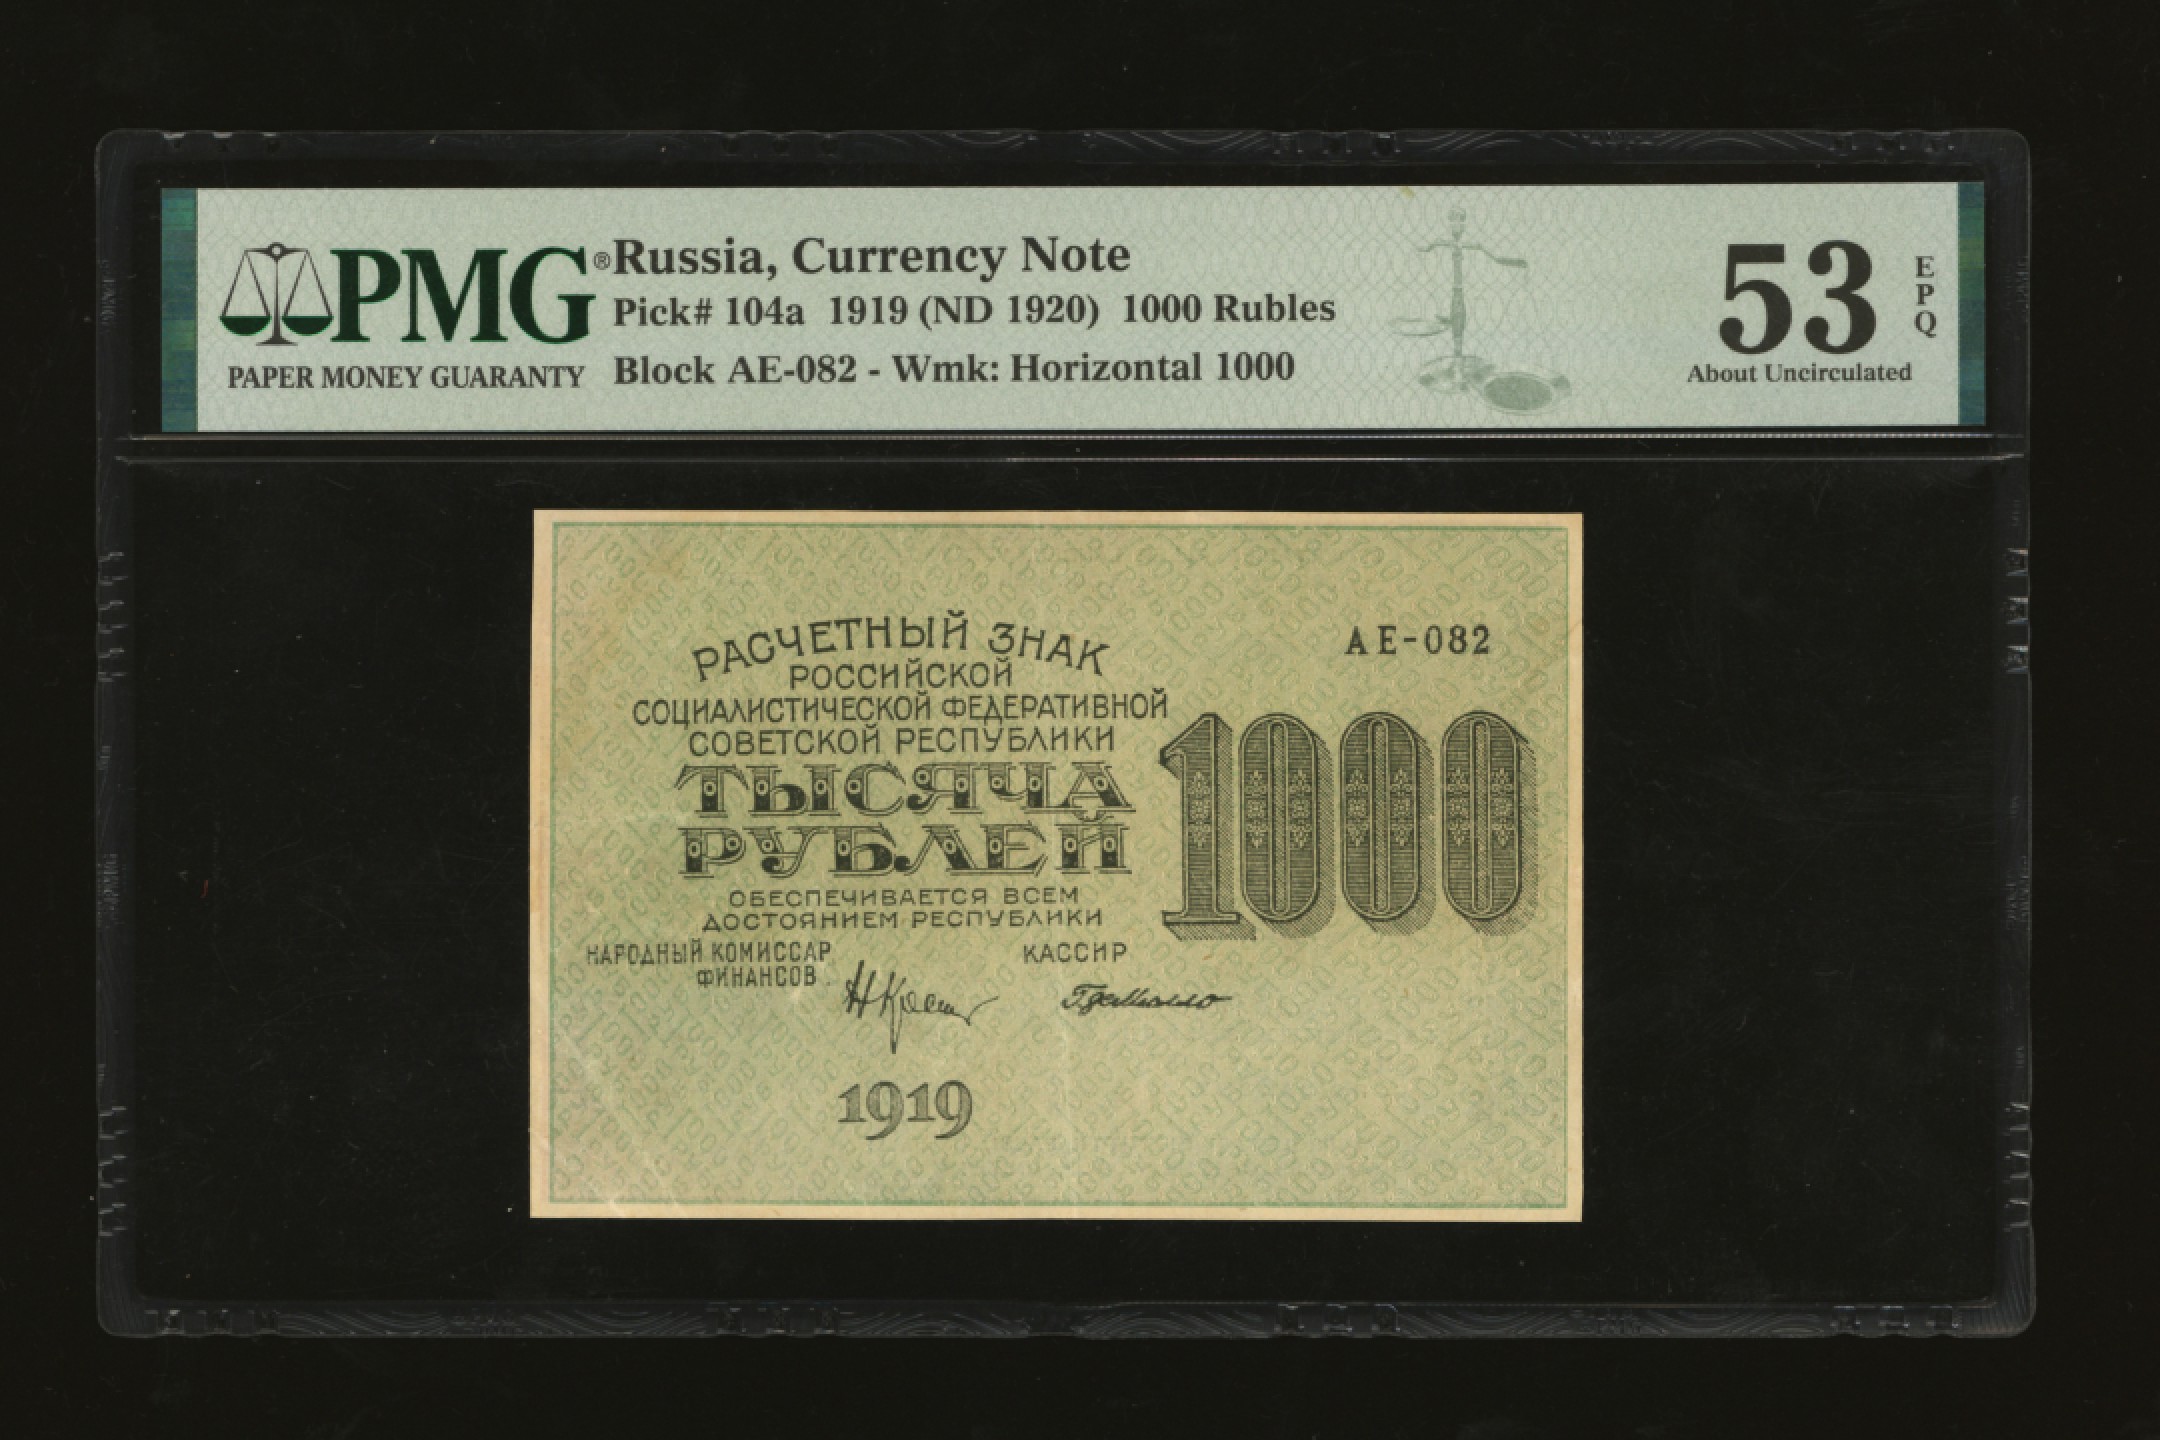 PMG®
PAPER MONEY GUARANTY
Russia, Currency Note
Pick# 104a 1919 (ND 1920) 1000 Rubles
Block AE-082 - Wmk: Horizontal 1000
53
EPQ
About Uncirculated
РАСЧЕТНЫЙ ЗНАК
РОССИЙСКОЙ
СОЦИАЛИСТИЧЕСКОЙ ФЕДЕРАТИВНОЙ
СОВЕТСКОЙ РЕСПУБЛИКИ
ТЫСЯЧА
РУБЛЕЙ
ОБЕСПЕЧИВАЕТСЯ ВСЕМ
ДОСТОЯНИЕМ РЕСПУБЛИКИ
НАРОДНЫЙ КОМИССАР
ФИНАНСОВ
КАССИР
АЕ-082
1000
1919